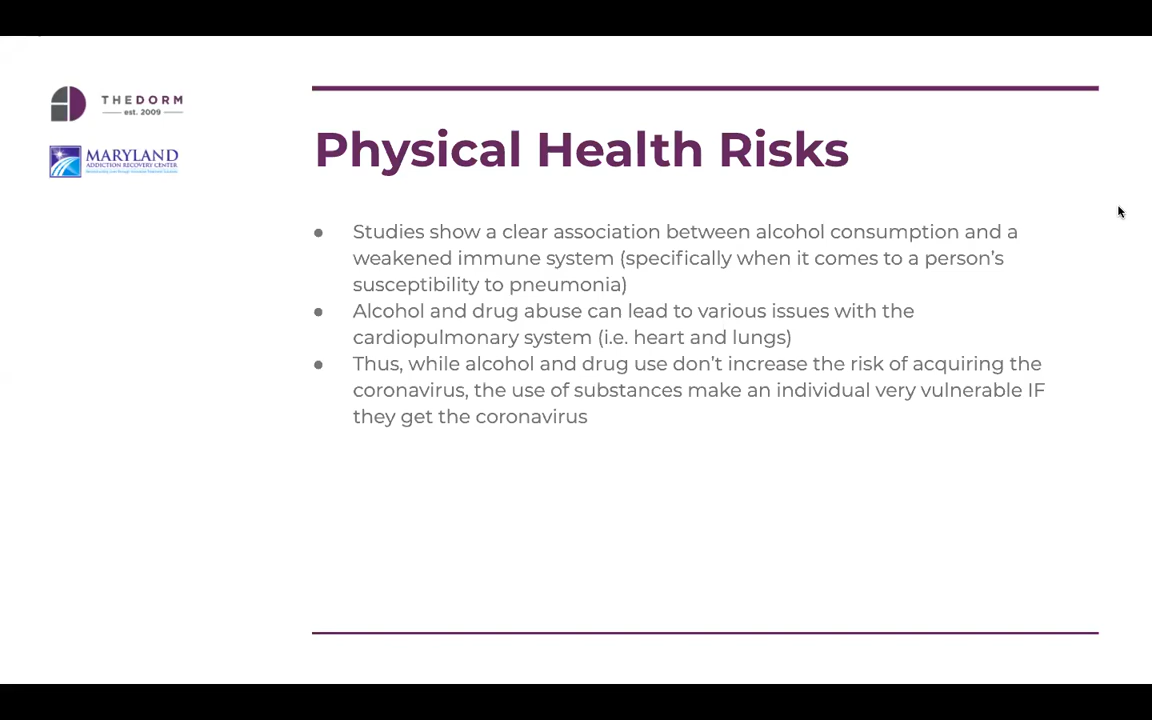 THEDORM
est. 2009
MARYLAND
ADDICTION RECOVERY CENTER
Physical Health Risks
● Studies show a clear association between alcohol consumption and a
weakened immune system (specifically when it comes to a person's
susceptibility to pneumonia)
● Alcohol and drug abuse can lead to various issues with the
cardiopulmonary system (i.e. heart and lungs)
● Thus, while alcohol and drug use don't increase the risk of acquiring the
coronavirus, the use of substances make an individual very vulnerable IF
they get the coronavirus